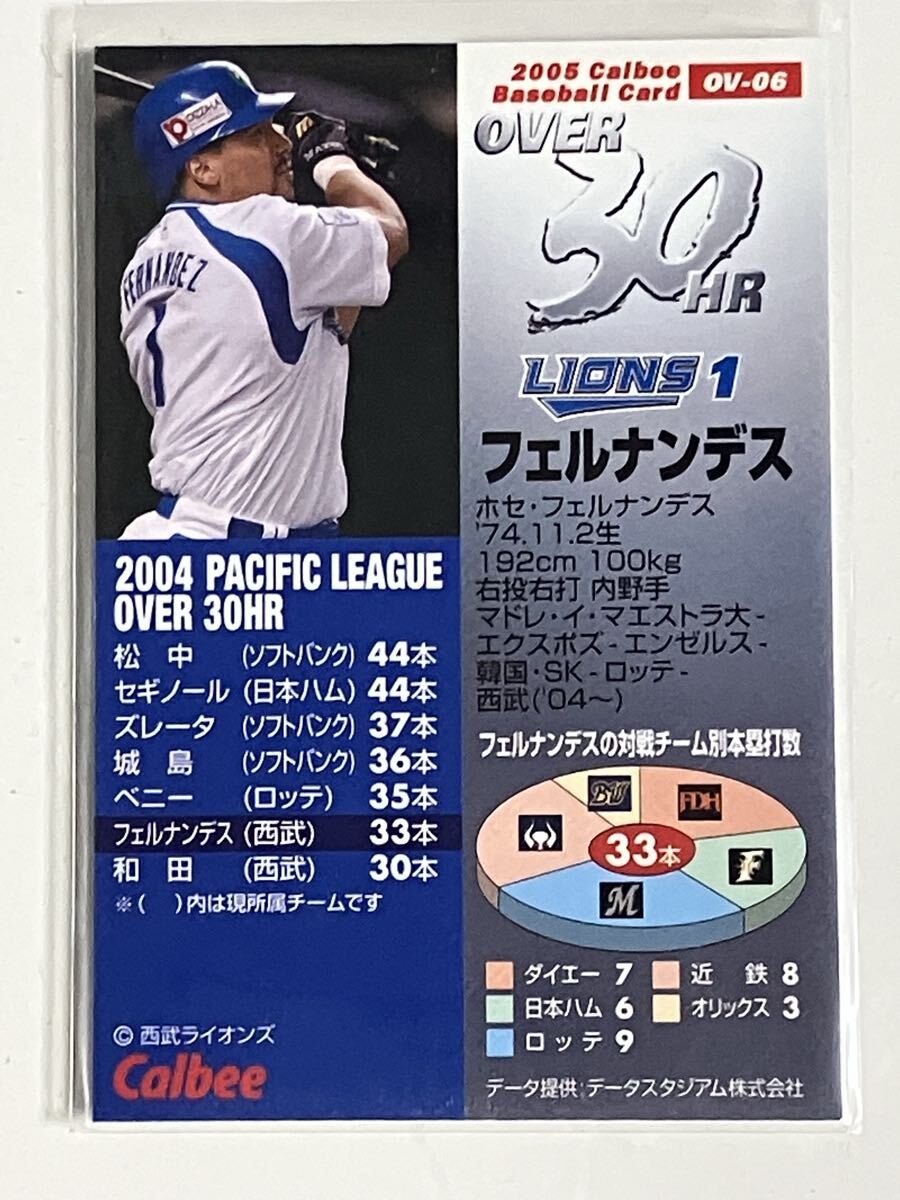 2005 Calbee
Baseball Card OV-06
OVER
30
HR
LIONS 1
フェルナンデス
ホセ・フェルナンデス
'74.11.2生
192cm 100kg
右投右打 内野手
マドレ・イ・マエストラ大-
エクスポズ-エンゼルス-
韓国・SK-ロッテ-
西武('04〜)
フェルナンデスの対戦チーム別本塁打数
BW
FDH
33本
M
ダイエー 7 近鉄 8
日本ハム 6 オリックス 3
ロッテ 9
データ提供:データスタジアム株式会社
FERNANDEZ
1
2004 PACIFIC LEAGUE
OVER 30HR
松中 (ソフトバンク) 44本
セギノール (日本ハム) 44本
ズレータ (ソフトバンク) 37本
城島 (ソフトバンク) 36本
ベニー (ロッテ) 35本
フェルナンデス (西武) 33本
和田 (西武) 30本
※( )内は現所属チームです
© 西武ライオンズ
Calbee